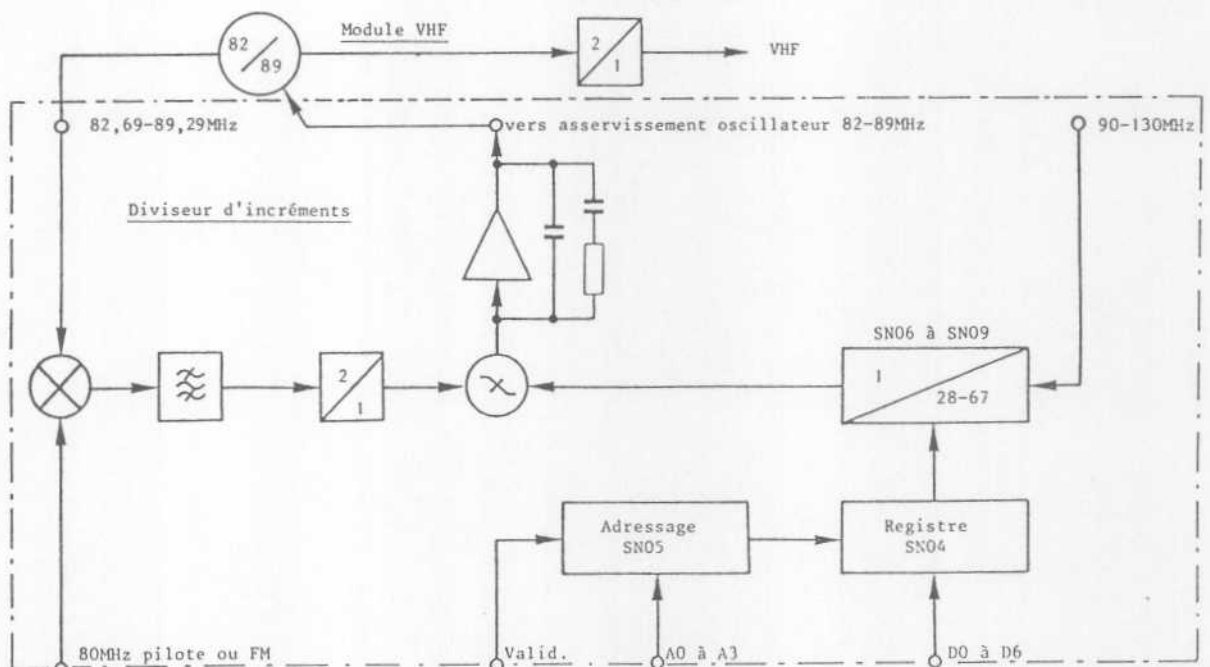 Module VHF
82
89
2
1
VHF
82,69-89,29MHz
vers asservissement oscillateur 82-89MHz
90-130MHz
Diviseur d'incréments
SN06 à SN09
1
28-67
2
1
Adressage
SN05
Registre
SN04
80MHz pilote ou FM
Valid.
A0 à A3
D0 à D6